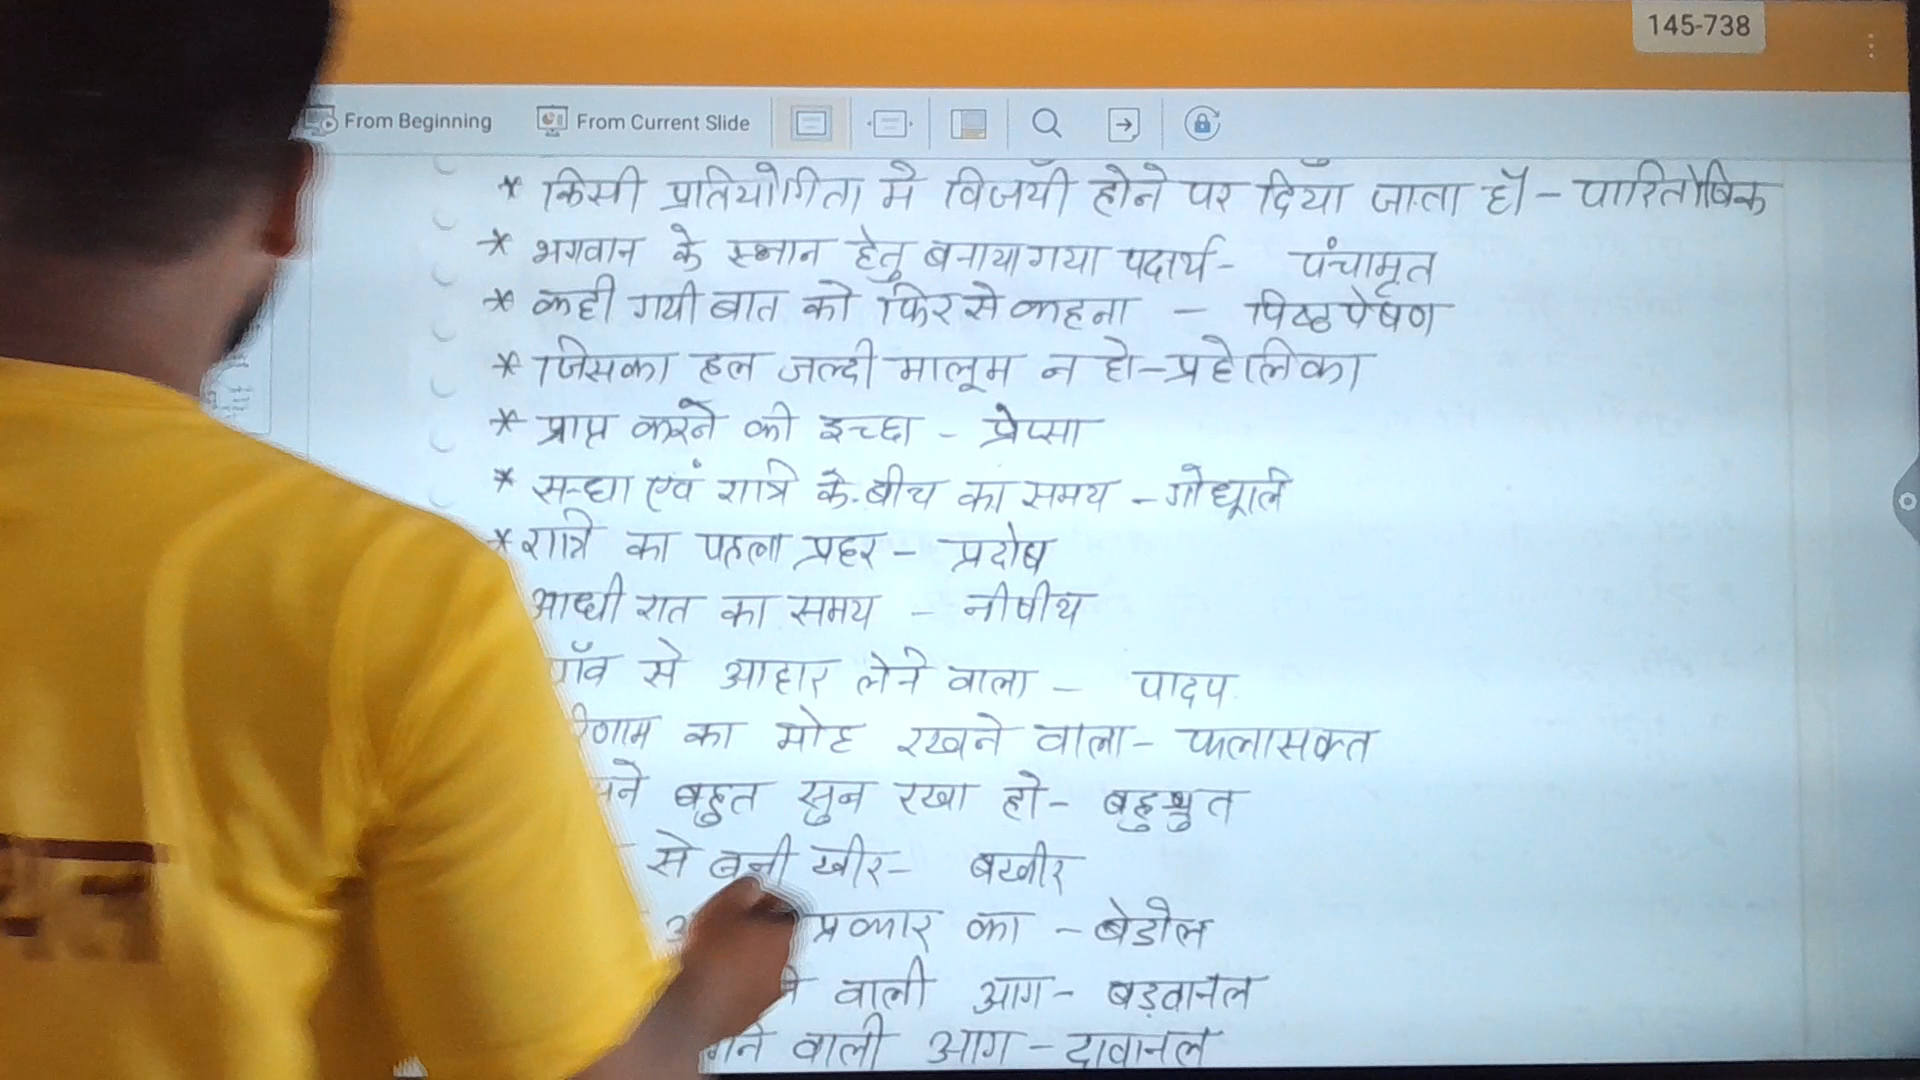 145-738
From Beginning From Current Slide
* किसी प्रतियोगिता मे विजयी होने पर दिया जाता हो - पारितोषिक
* भगवान के स्नान हेतु बनाया गया पदार्थ - पंचामृत
* कही गयी बात को फिर से कहना - पिष्ठपेषण
* जिसका हल जल्दी मालूम न हो - प्रहेलिका
* प्राप्त करने की इच्छा - प्रेप्सा
* सन्धा एवं रात्रि के बीच का समय - गोधूलि
* रात्रि का पहला प्रहर - प्रदोष
आधी रात का समय - नीषीथ
से आहार लेने वाला - पादप
का मोह रखने वाला - फलासक्त
बहुत सुन रखा हो - बहुश्रुत
से बनी खीर - बखीर
प्रकार का - बेडौल
वाली आग - बड़वानल
वाली आग - दावानल